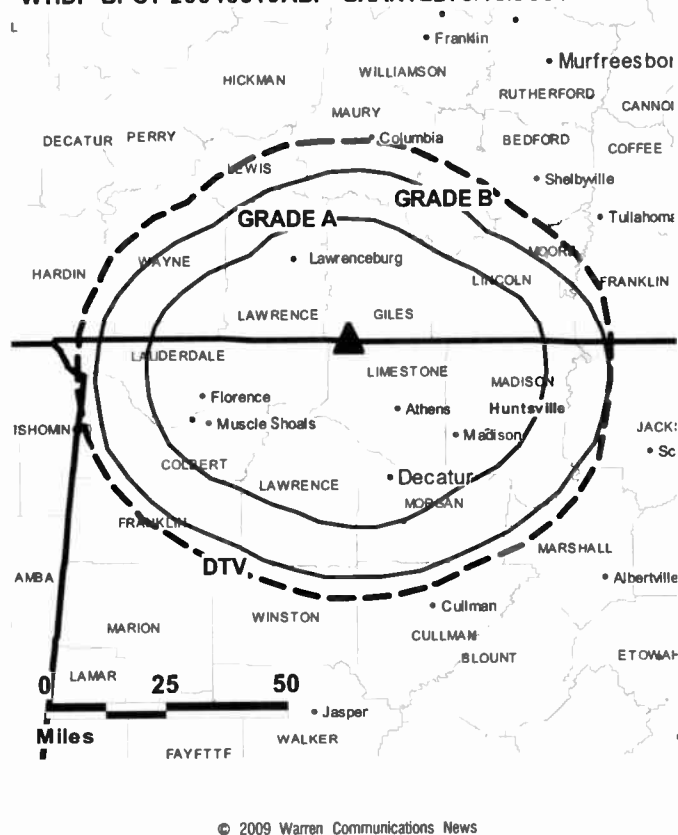 L
Franklin
Murfreesbor
HICKMAN
WILLIAMSON
RUTHERFORD
CANNO
MAURY
DECATUR PERRY
Columbia
BEDFORD
COFFEE
LEWIS
Shelbyville
GRADE B
GRADE A
Tullahoma
MOORE
WAYNE
Lawrenceburg
HARDIN
LINCOLN
FRANKLIN
LAWRENCE
GILES
LAUDERDALE
LIMESTONE
MADISON
Florence
Athens
Huntsville
Muscle Shoals
Madison
JACKS
ISHOMIN
Sc
COLBERT
LAWRENCE
Decatur
MORGAN
FRANKLIN
MARSHALL
DTV
AMBA
Albertville
Cullman
WINSTON
MARION
CULLMAN
BLOUNT
ETOWAH
LAMAR
0 25 50
Jasper
Miles
WALKER
FAYETTE
© 2009 Warren Communications News